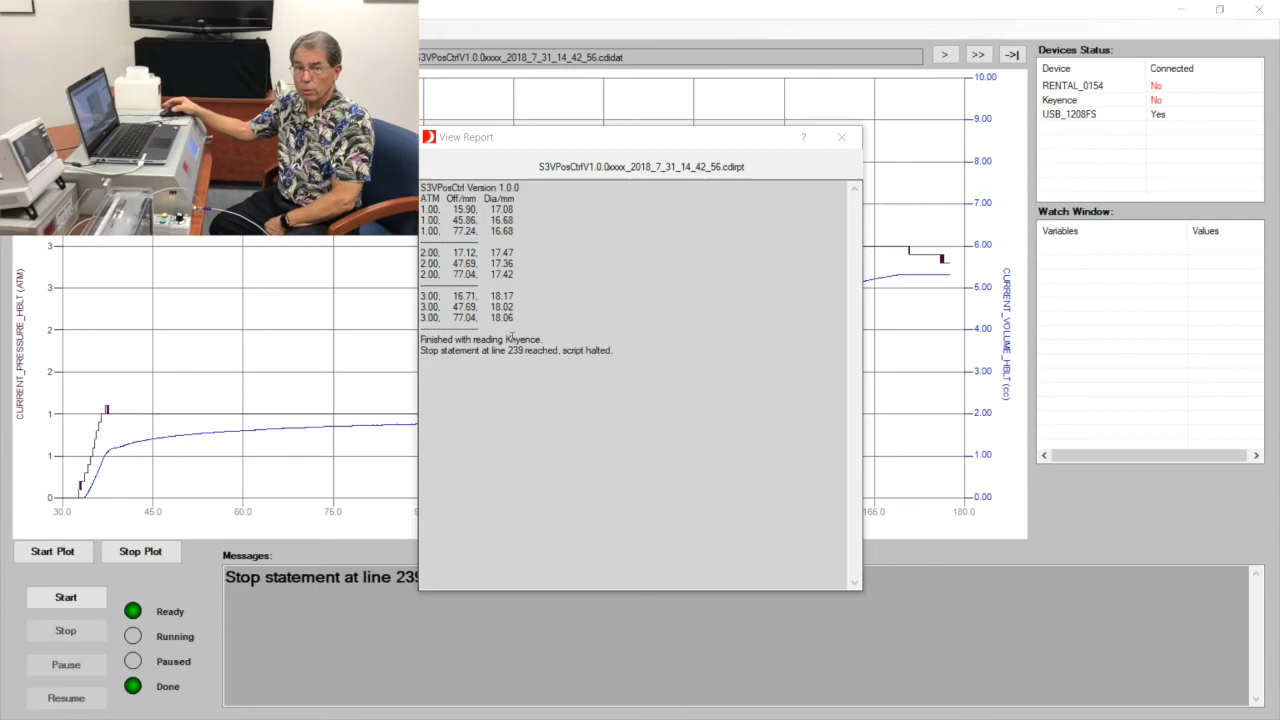 S3VPosCtrlV1.0.0xxxx_2018_7_31_14_42_56.cdidat
>
>>
->|
Devices Status:
Device Connected
RENTAL_0154 No
Keyence No
USB_1208FS Yes
Watch Window:
Variables Values
View Report
?
S3VPosCtrlV1.0.0xxxx_2018_7_31_14_42_56.cdirpt
S3VPosCtrl Version 1.0.0
ATM Off/mm Dia/mm
1.00, 15.90, 17.08
1.00, 45.86, 16.68
1.00, 77.24, 16.68
2.00, 17.12, 17.47
2.00, 47.69, 17.36
2.00, 77.04, 17.42
3.00, 16.71, 18.17
3.00, 47.69, 18.02
3.00, 77.04, 18.06
Finished with reading Keyence.
Stop statement at line 239 reached, script halted.
CURRENT_PRESSURE_HBLT (ATM)
3
3
2
2
1
1
0
30.0 45.0 60.0 75.0 165.0 180.0
10.00
9.00
8.00
7.00
6.00
5.00
4.00
3.00
2.00
1.00
0.00
CURRENT_VOLUME_HBLT (cc)
Start Plot
Stop Plot
Messages:
Stop statement at line 239
Start
Stop
Pause
Resume
Ready
Running
Paused
Done